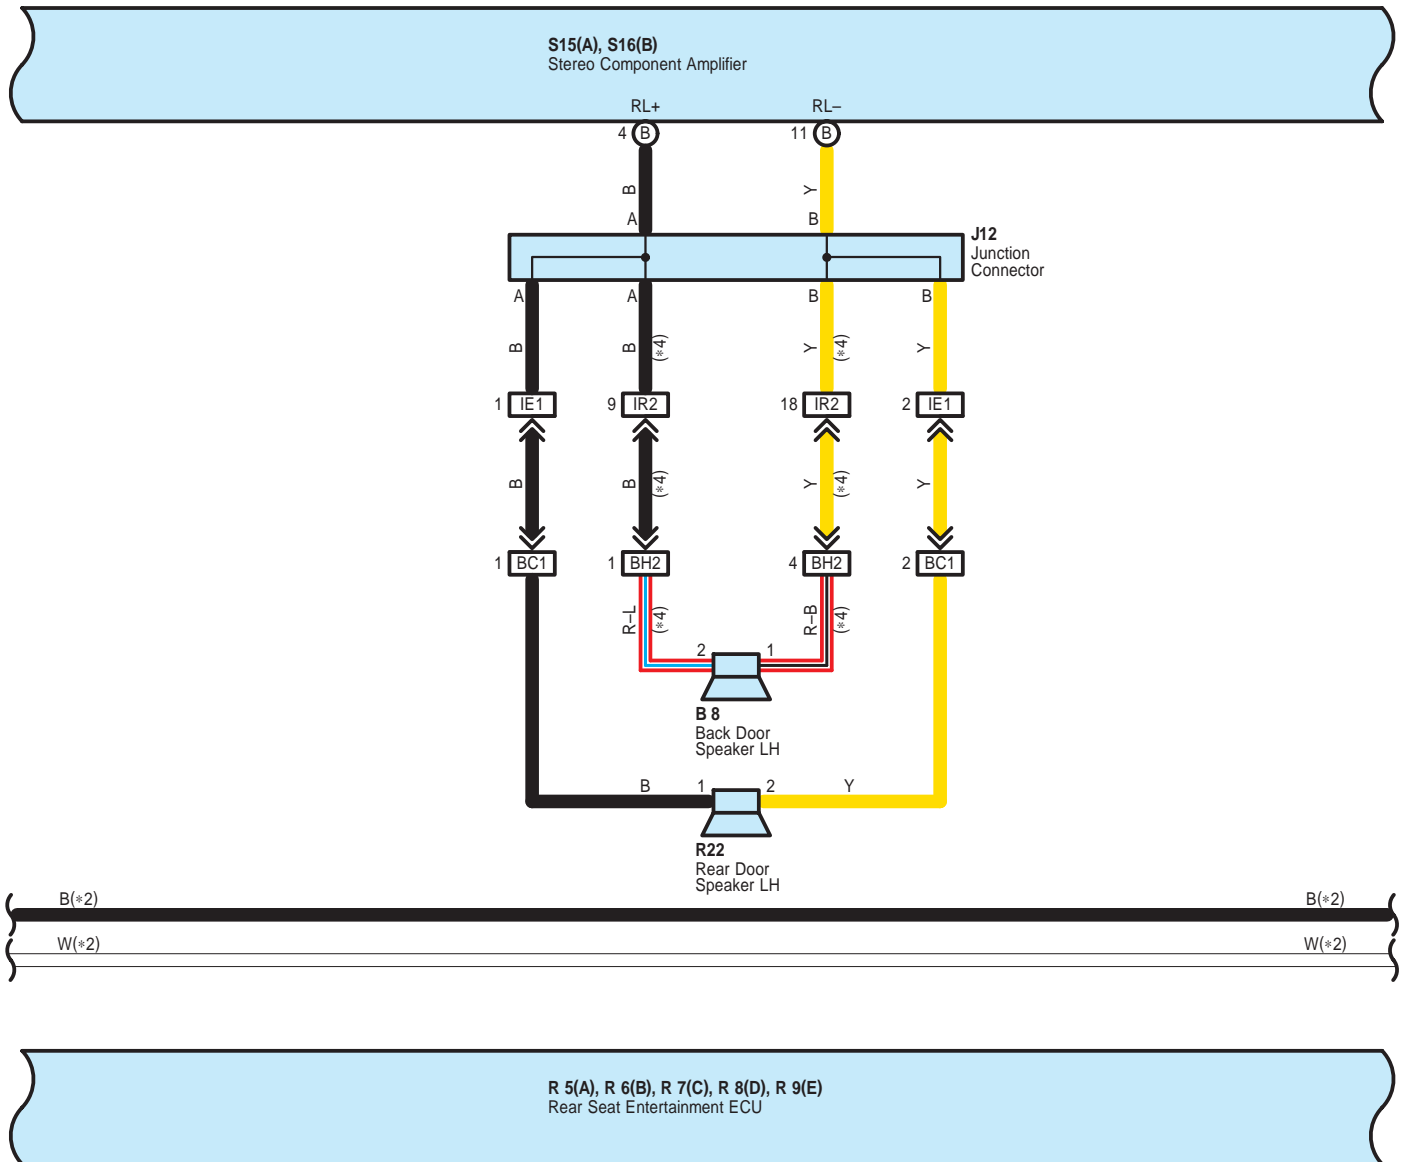 S15(A), S16(B)
Stereo Component Amplifier
RL+ RL–
4 B 11 B
B Y
A B
J12
Junction
Connector
A A B B
B B (∗4) Y (∗4) Y
1 IE1 9 IR2 18 IR2 2 IE1
B B (∗4) Y (∗4) Y
1 BC1 1 BH2 4 BH2 2 BC1
R–L (∗4) R–B (∗4)
2 1
B 8
Back Door
Speaker LH
B 1 2 Y
R22
Rear Door
Speaker LH
B(∗2) B(∗2)
W(∗2) W(∗2)
R 5(A), R 6(B), R 7(C), R 8(D), R 9(E)
Rear Seat Entertainment ECU